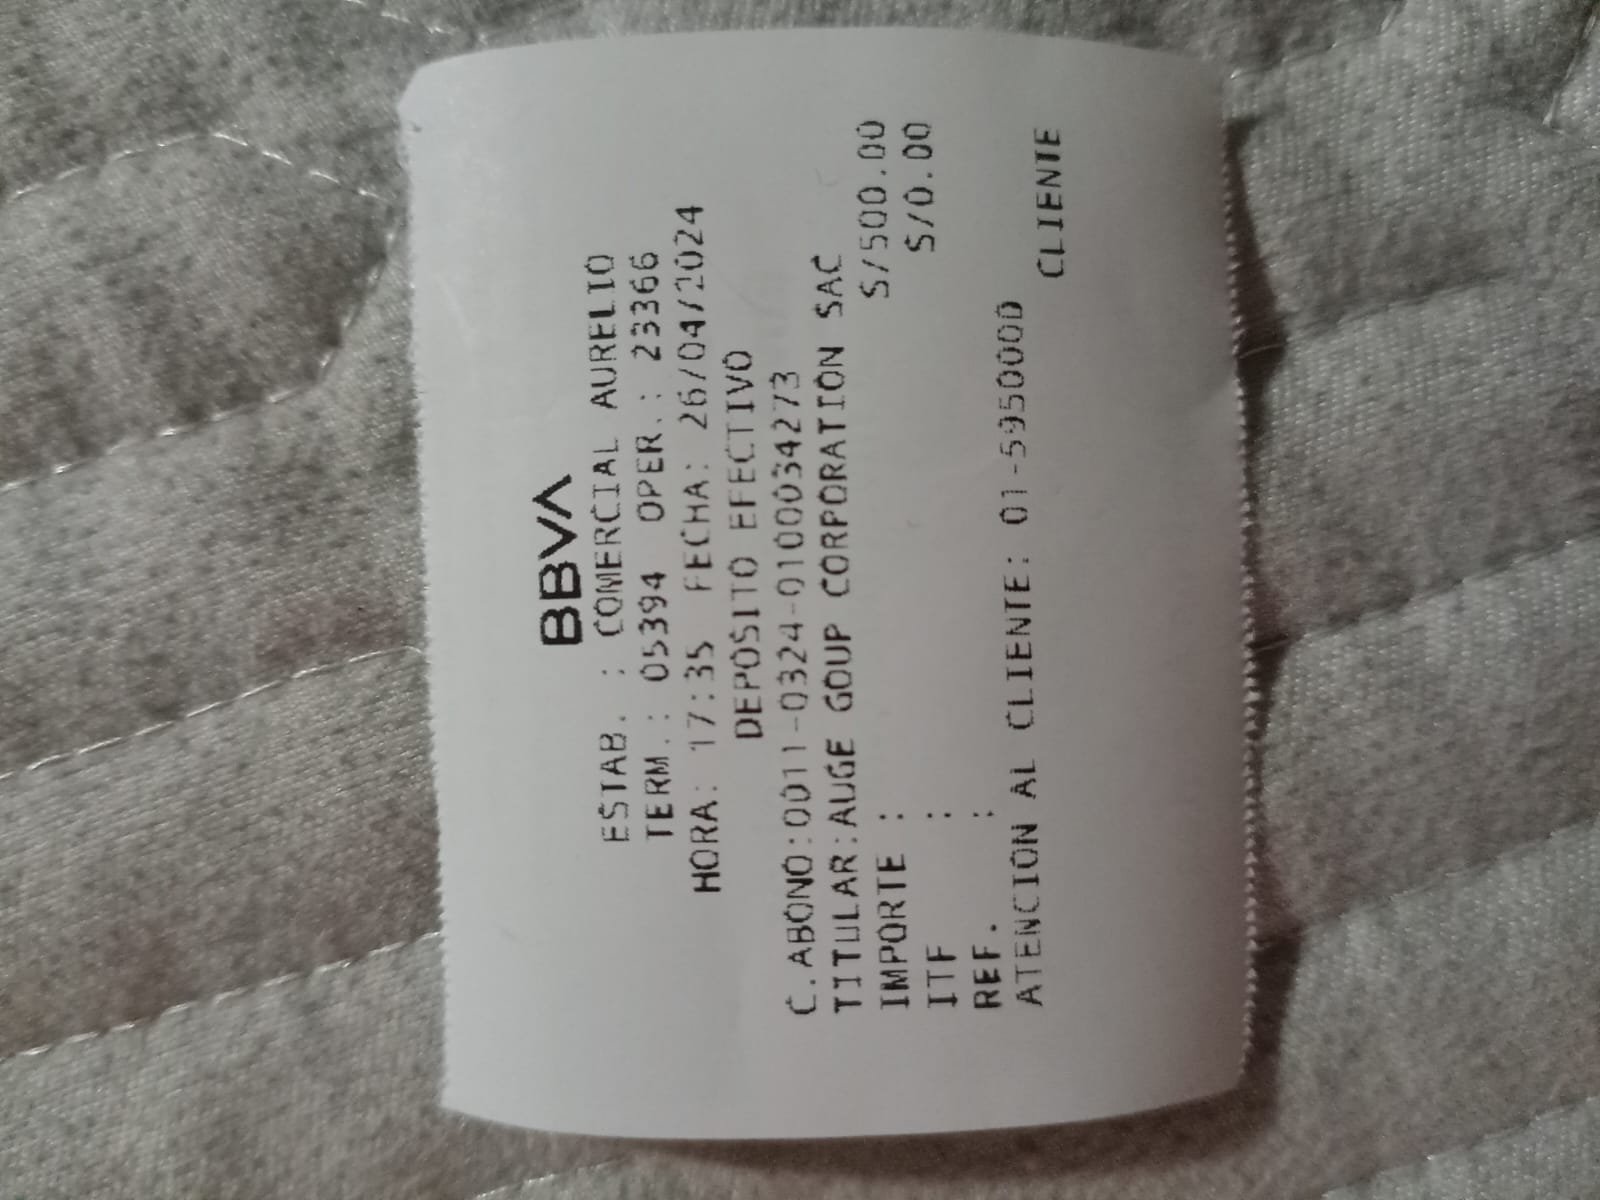 BBVA
ESTAB. : COMERCIAL AURELIO
TERM.: 05394 OPER.: 23366
HORA: 17:35 FECHA: 26/04/2024
DEPOSITO EFECTIVO
C.ABONO:0011-0324-0100034273
TITULAR:AUGE GOUP CORPORATION SAC
IMPORTE : S/500.00
ITF : S/0.00
REF. :
ATENCION AL CLIENTE: 01-5950000
CLIENTE